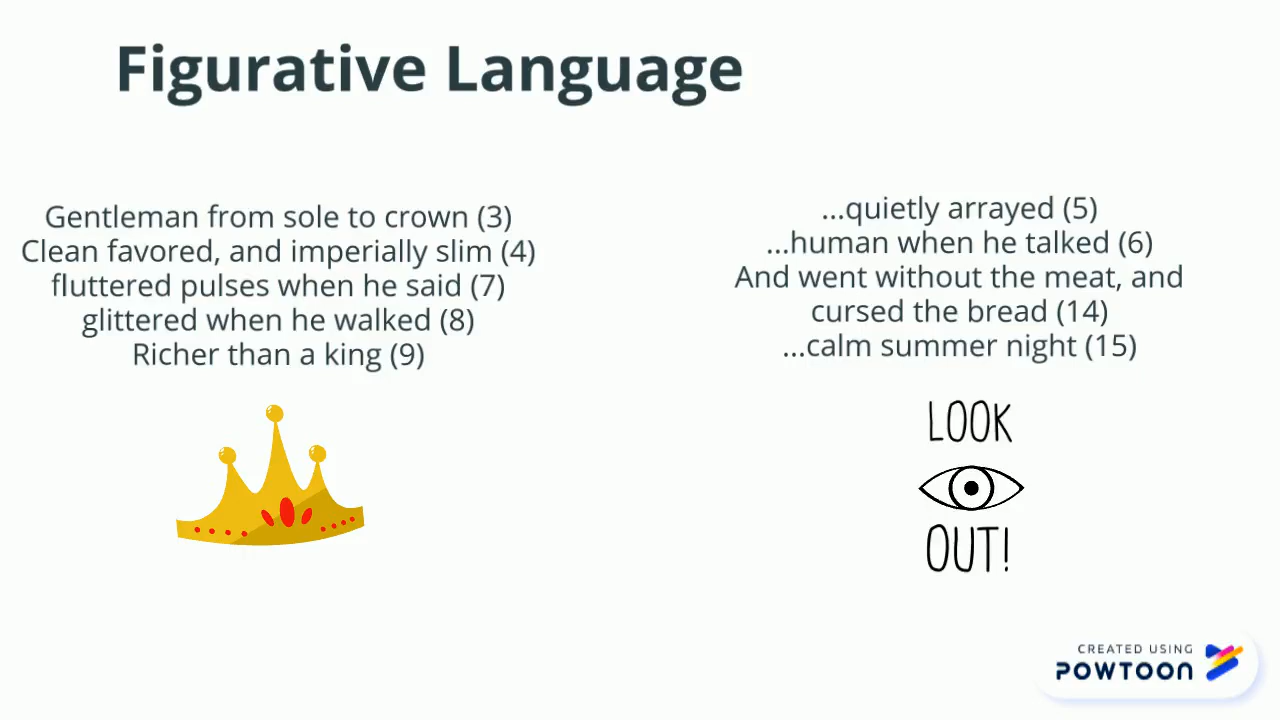 Figurative Language
Gentleman from sole to crown (3)
Clean favored, and imperially slim (4)
fluttered pulses when he said (7)
glittered when he walked (8)
Richer than a king (9)
...quietly arrayed (5)
...human when he talked (6)
And went without the meat, and
cursed the bread (14)
...calm summer night (15)
LOOK
OUT!
CREATED USING
POWTOON